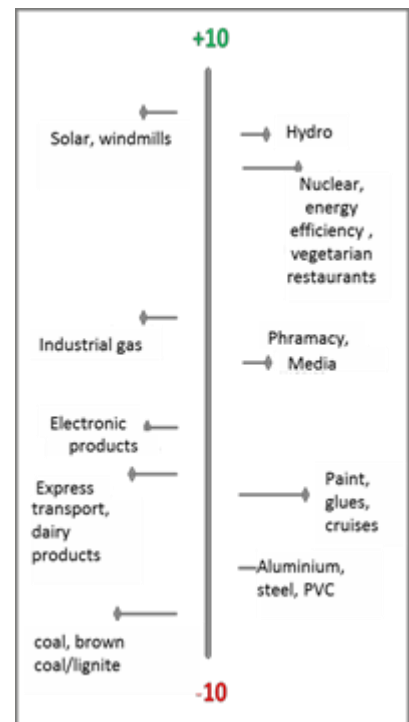 +10
Solar, windmills
Hydro
Nuclear,
energy
efficiency ,
vegetarian
restaurants
Industrial gas
Phramacy,
Media
Electronic
products
Express
transport,
dairy
products
Paint,
glues,
cruises
Aluminium,
steel, PVC
coal, brown
coal/lignite
-10